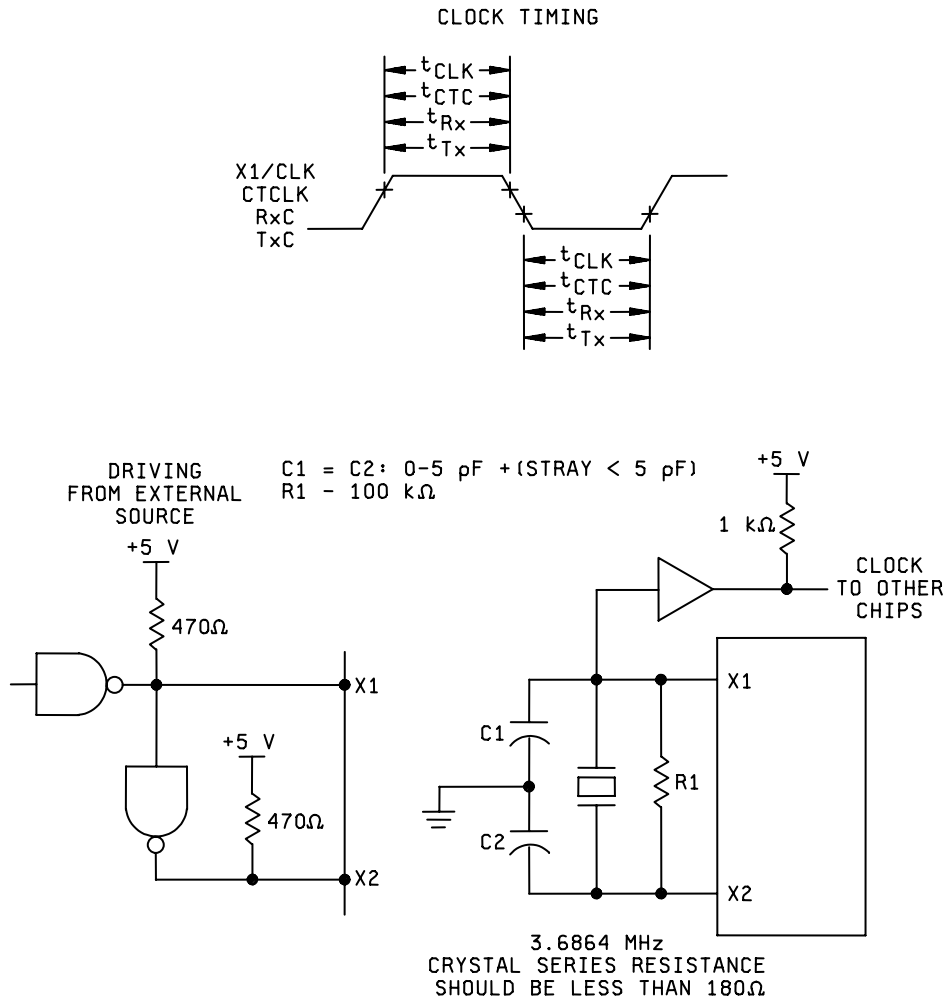 CLOCK TIMING
tCLK
tCTC
tRx
tTx
X1/CLK
CTCLK
RxC
TxC
tCLK
tCTC
tRx
tTx
DRIVING
FROM EXTERNAL
SOURCE
C1 = C2: 0-5 pF +(STRAY < 5 pF)
R1 - 100 kΩ
+5 V
470Ω
X1
+5 V
470Ω
X2
+5 V
1 kΩ
CLOCK
TO OTHER
CHIPS
X1
C1
R1
C2
X2
3.6864 MHz
CRYSTAL SERIES RESISTANCE
SHOULD BE LESS THAN 180Ω